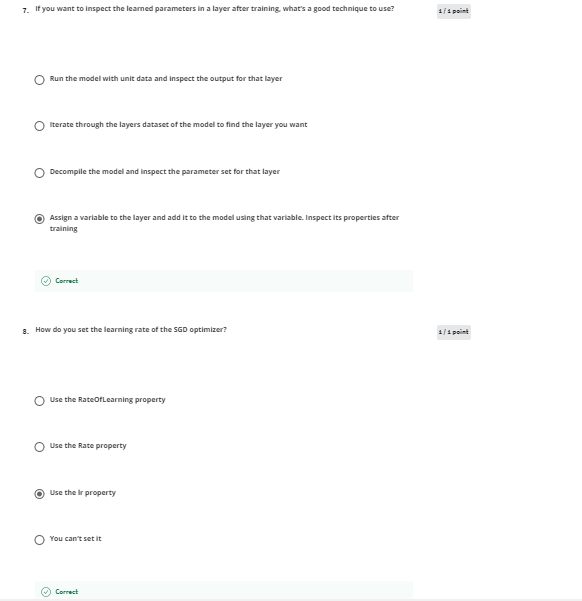 7. If you want to inspect the learned parameters in a layer after training, what's a good technique to use?
1 / 1 point
Run the model with unit data and inspect the output for that layer
Iterate through the layers dataset of the model to find the layer you want
Decompile the model and inspect the parameter set for that layer
Assign a variable to the layer and add it to the model using that variable. Inspect its properties after
training
Correct
8. How do you set the learning rate of the SGD optimizer?
1 / 1 point
Use the RateOfLearning property
Use the Rate property
Use the lr property
You can't set it
Correct